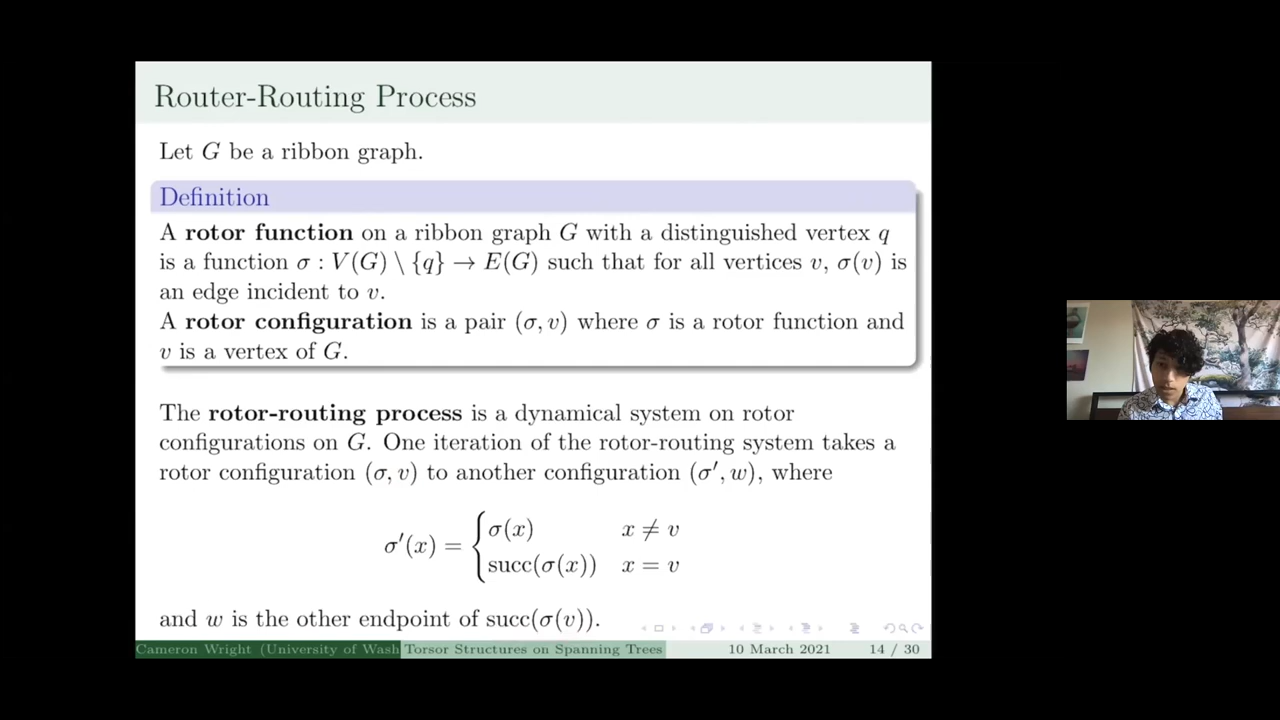 Router-Routing Process
Let G be a ribbon graph.
Definition
A rotor function on a ribbon graph G with a distinguished vertex q
is a function σ : V(G) \ {q} → E(G) such that for all vertices v, σ(v) is
an edge incident to v.
A rotor configuration is a pair (σ, v) where σ is a rotor function and
v is a vertex of G.
The rotor-routing process is a dynamical system on rotor
configurations on G. One iteration of the rotor-routing system takes a
rotor configuration (σ, v) to another configuration (σ′, w), where
σ′(x) = { σ(x) x ≠ v
succ(σ(x)) x = v
and w is the other endpoint of succ(σ(v)).
Cameron Wright (University of Wash Torsor Structures on Spanning Trees 10 March 2021 14 / 30